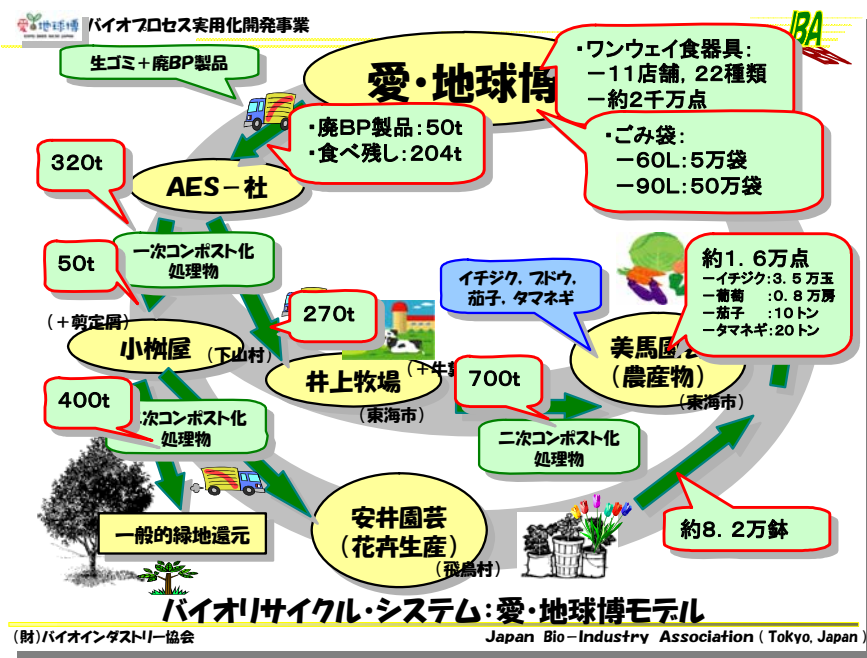 愛・地球博
バイオプロセス実用化開発事業
JBA
生ゴミ＋廃BP製品
愛・地球博
・ワンウェイ食器具：
－11店舗，22種類
－約2千万点
・廃BP製品：50t
・食べ残し：204t
・ごみ袋：
－60L：5万袋
－90L：50万袋
320t
AES－社
一次コンポスト化
処理物
50t
（＋剪定屑）
小桝屋
（下山村）
270t
イチジク，ブドウ，
茄子，タマネギ
約1．6万点
－イチジク：3．5万玉
－葡萄　：0．8万房
－茄子　：10トン
－タマネギ：20トン
美馬園芸
（農産物）
（東海市）
井上牧場
（＋牛
（東海市）
700t
400t
次コンポスト化
処理物
二次コンポスト化
処理物
一般的緑地還元
安井園芸
（花卉生産）
（飛鳥村）
約8．2万鉢
バイオリサイクル・システム：愛・地球博モデル
（財）バイオインダストリー協会
Japan Bio－Industry Association（Tokyo, Japan）